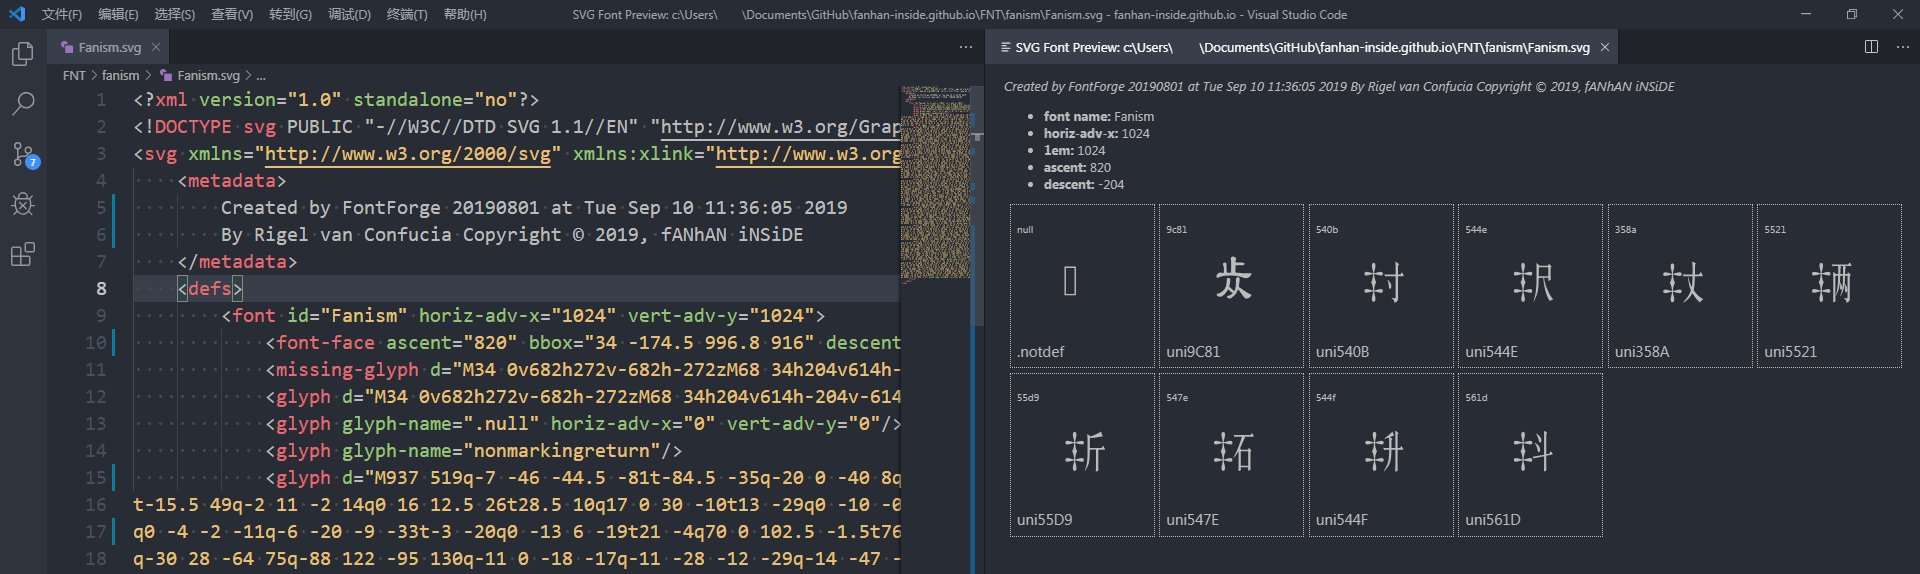 文件(F) 编辑(E) 选择(S) 查看(V) 转到(G) 调试(D) 终端(T) 帮助(H) SVG Font Preview: c:\Users\ \Documents\GitHub\fanhan-inside.github.io\FNT\fanism\Fanism.svg - fanhan-inside.github.io - Visual Studio Code
Fanism.svg
FNT > fanism > Fanism.svg > ...
1 <?xml version="1.0" standalone="no"?>
2 <!DOCTYPE svg PUBLIC "-//W3C//DTD SVG 1.1//EN" "http://www.w3.org/Grap
3 <svg xmlns="http://www.w3.org/2000/svg" xmlns:xlink="http://www.w3.org
4 <metadata>
5 Created by FontForge 20190801 at Tue Sep 10 11:36:05 2019
6 By Rigel van Confucia Copyright © 2019, fANhAN iNSiDE
7 </metadata>
8 <defs>
9 <font id="Fanism" horiz-adv-x="1024" vert-adv-y="1024">
10 <font-face ascent="820" bbox="34 -174.5 996.8 916" descent
11 <missing-glyph d="M34 0v682h272v-682h-272zM68 34h204v614h-
12 <glyph d="M34 0v682h272v-682h-272zM68 34h204v614h-204v-614
13 <glyph glyph-name=".null" horiz-adv-x="0" vert-adv-y="0"/>
14 <glyph glyph-name="nonmarkingreturn"/>
15 <glyph d="M937 519q-7 -46 -44.5 -81t-84.5 -35q-20 0 -40 8q
16 t-15.5 49q-2 11 -2 14q0 16 12.5 26t28.5 10q17 0 30 -10t13 -29q0 -10 -0
17 q0 -4 -2 -11q-6 -20 -9 -33t-3 -20q0 -13 6 -19t21 -4q70 0 102.5 -1.5t76
18 q-30 28 -64 75q-88 122 -95 130q-11 0 -18 -17q-11 -28 -12 -29q-14 -47 -
7
SVG Font Preview: c:\Users\ \Documents\GitHub\fanhan-inside.github.io\FNT\fanism\Fanism.svg
Created by FontForge 20190801 at Tue Sep 10 11:36:05 2019 By Rigel van Confucia Copyright © 2019, fANhAN iNSiDE
font name: Fanism
horiz-adv-x: 1024
1em: 1024
ascent: 820
descent: -204
null 9c81 540b 544e 358a 5521
.notdef uni9C81 uni540B uni544E uni358A uni5521
55d9 547e 544f 561d
uni55D9 uni547E uni544F uni561D